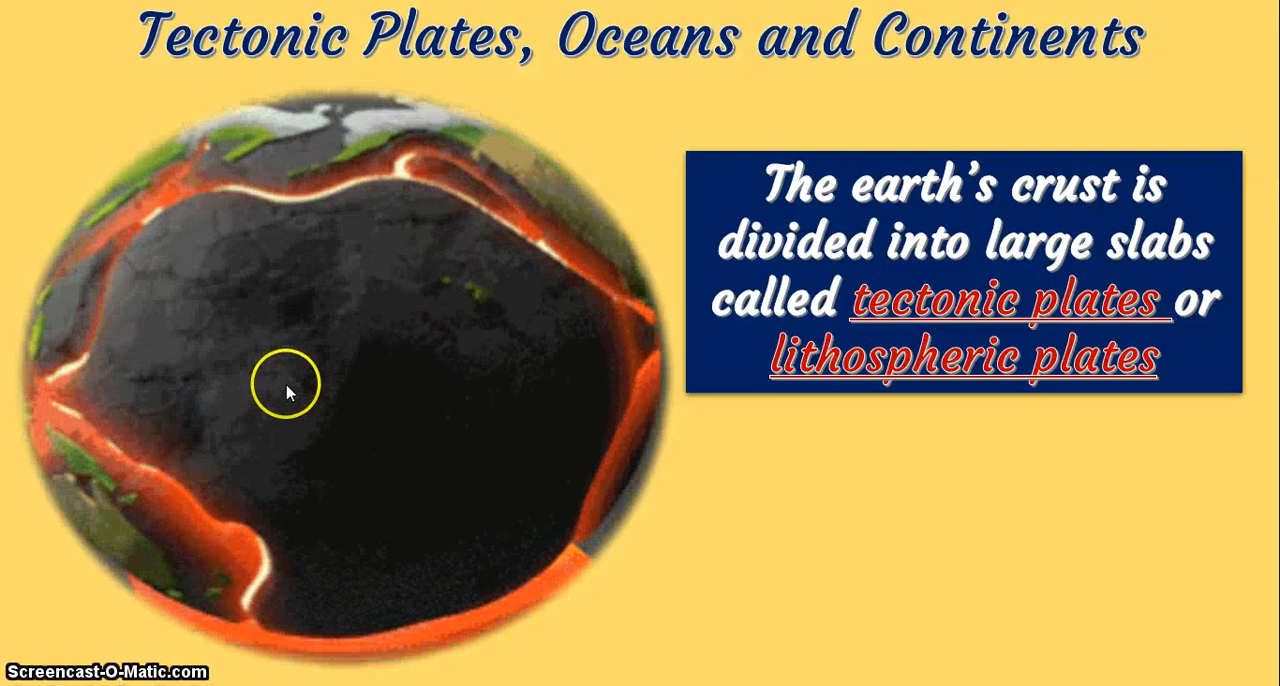 Tectonic Plates, Oceans and Continents
The earth's crust is
divided into large slabs
called tectonic plates or
lithospheric plates
Screencast-O-Matic.com